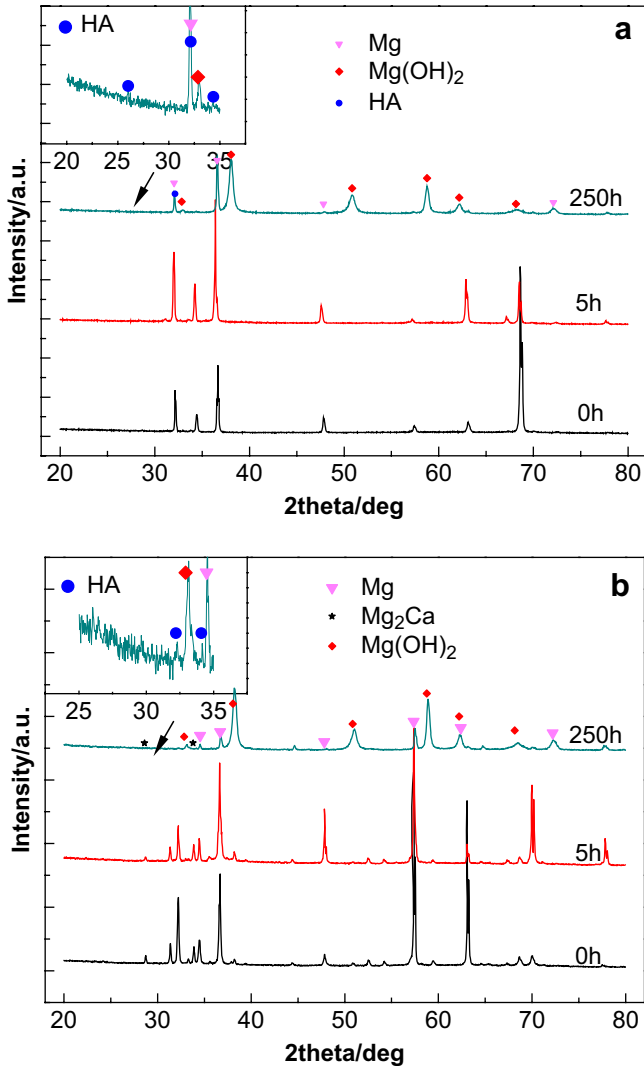 HA
a
Mg
Mg(OH)2
HA
20 25 30 35
250h
5h
0h
Intensity/a.u.
20 30 40 50 60 70 80
2theta/deg
HA
b
Mg
Mg2Ca
Mg(OH)2
25 30 35
250h
5h
0h
Intensity/a.u.
20 30 40 50 60 70 80
2theta/deg